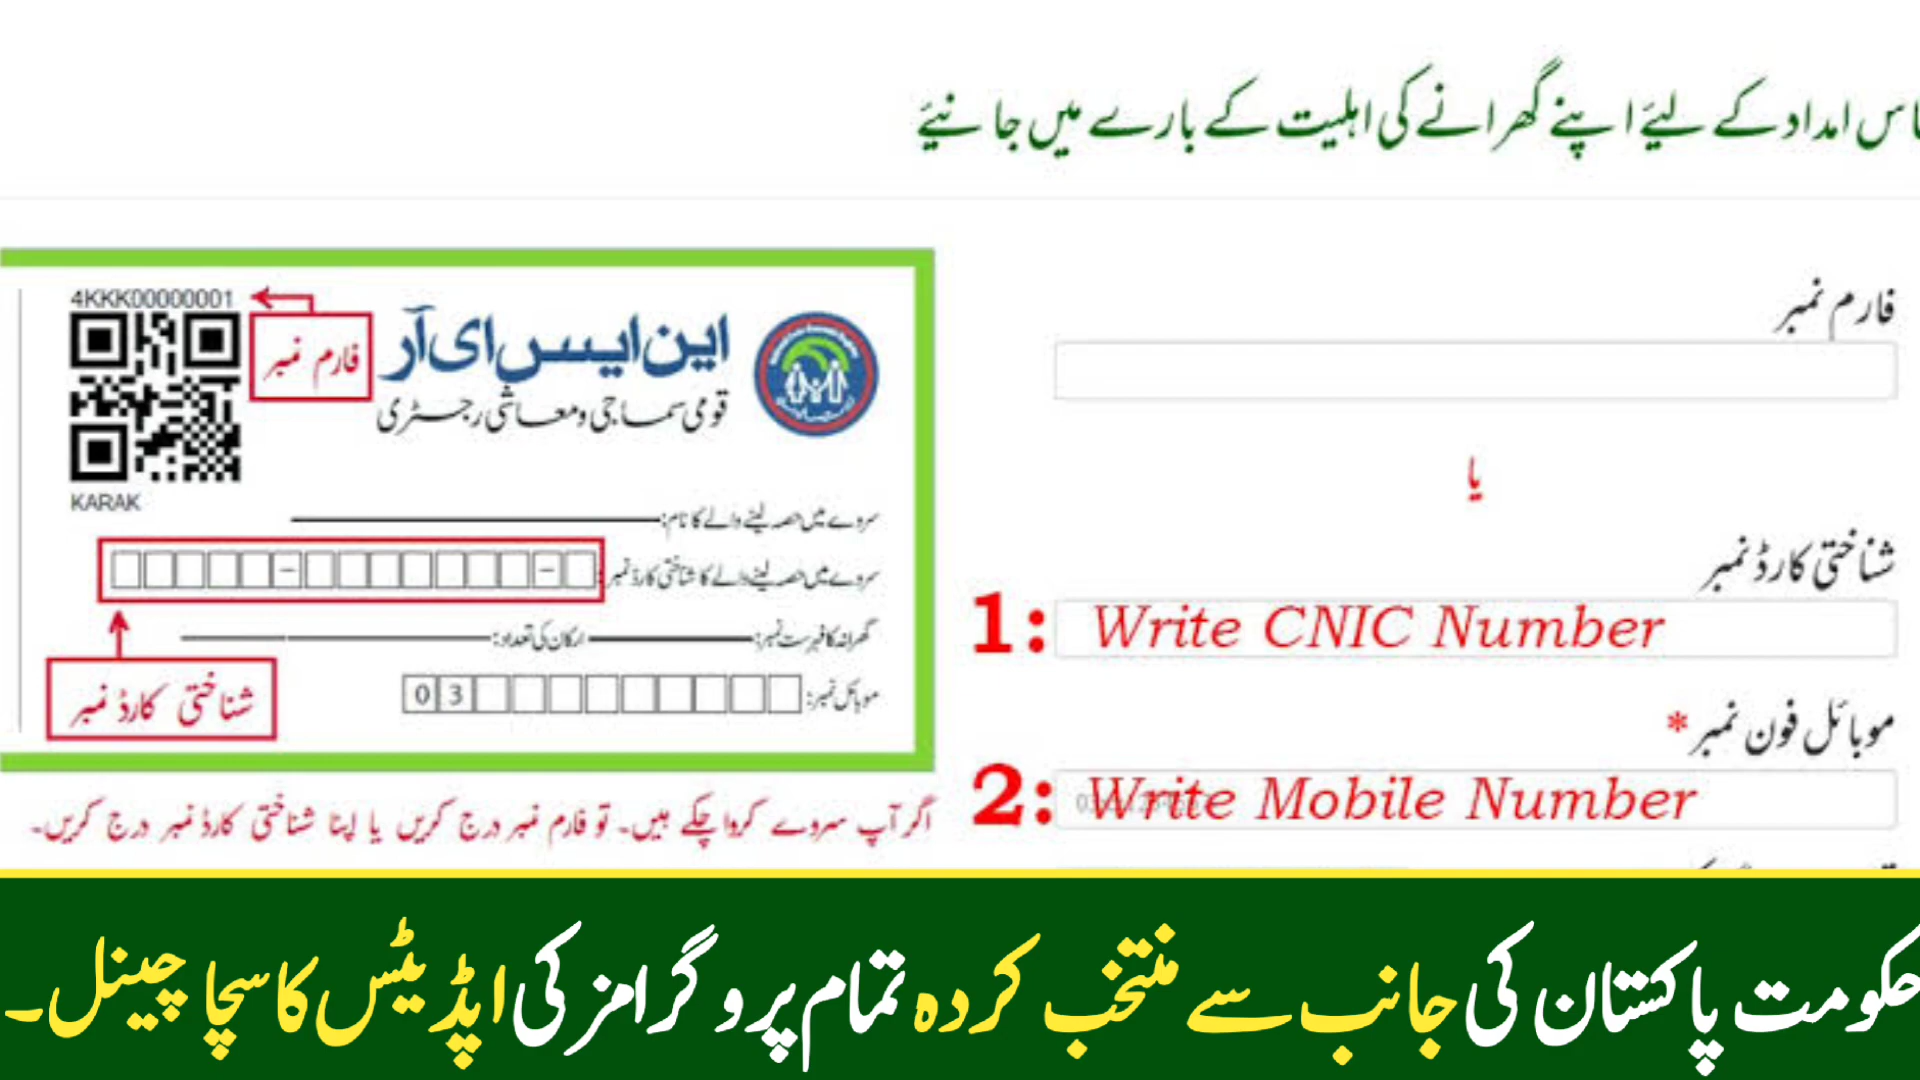 اس امداد کے لیئے اپنے گھرانے کی اہلیت کے بارے میں جانیئے
4KKK00000001
فارم نمبر
این ایس ای آر
قومی سماجی و معاشی رجسٹری
KARAK
سروے میں حصہ لینے والے کا نام:
سروے میں حصہ لینے والے کا شناختی کارڈ نمبر:
گھرانہ کا فہرست نمبر: ارکان کی تعداد:
شناختی کارڈ نمبر
موبائل نمبر: 03
اگر آپ سروے کروا چکے ہیں۔ تو فارم نمبر درج کریں یا اپنا شناختی کارڈ نمبر درج کریں۔
فارم نمبر
یا
شناختی کارڈ نمبر
1: Write CNIC Number
موبائل فون نمبر *
2: Write Mobile Number
حکومت پاکستان کی جانب سے منتخب کردہ تمام پروگرامز کی اپڈیٹس کا سچا چینل۔